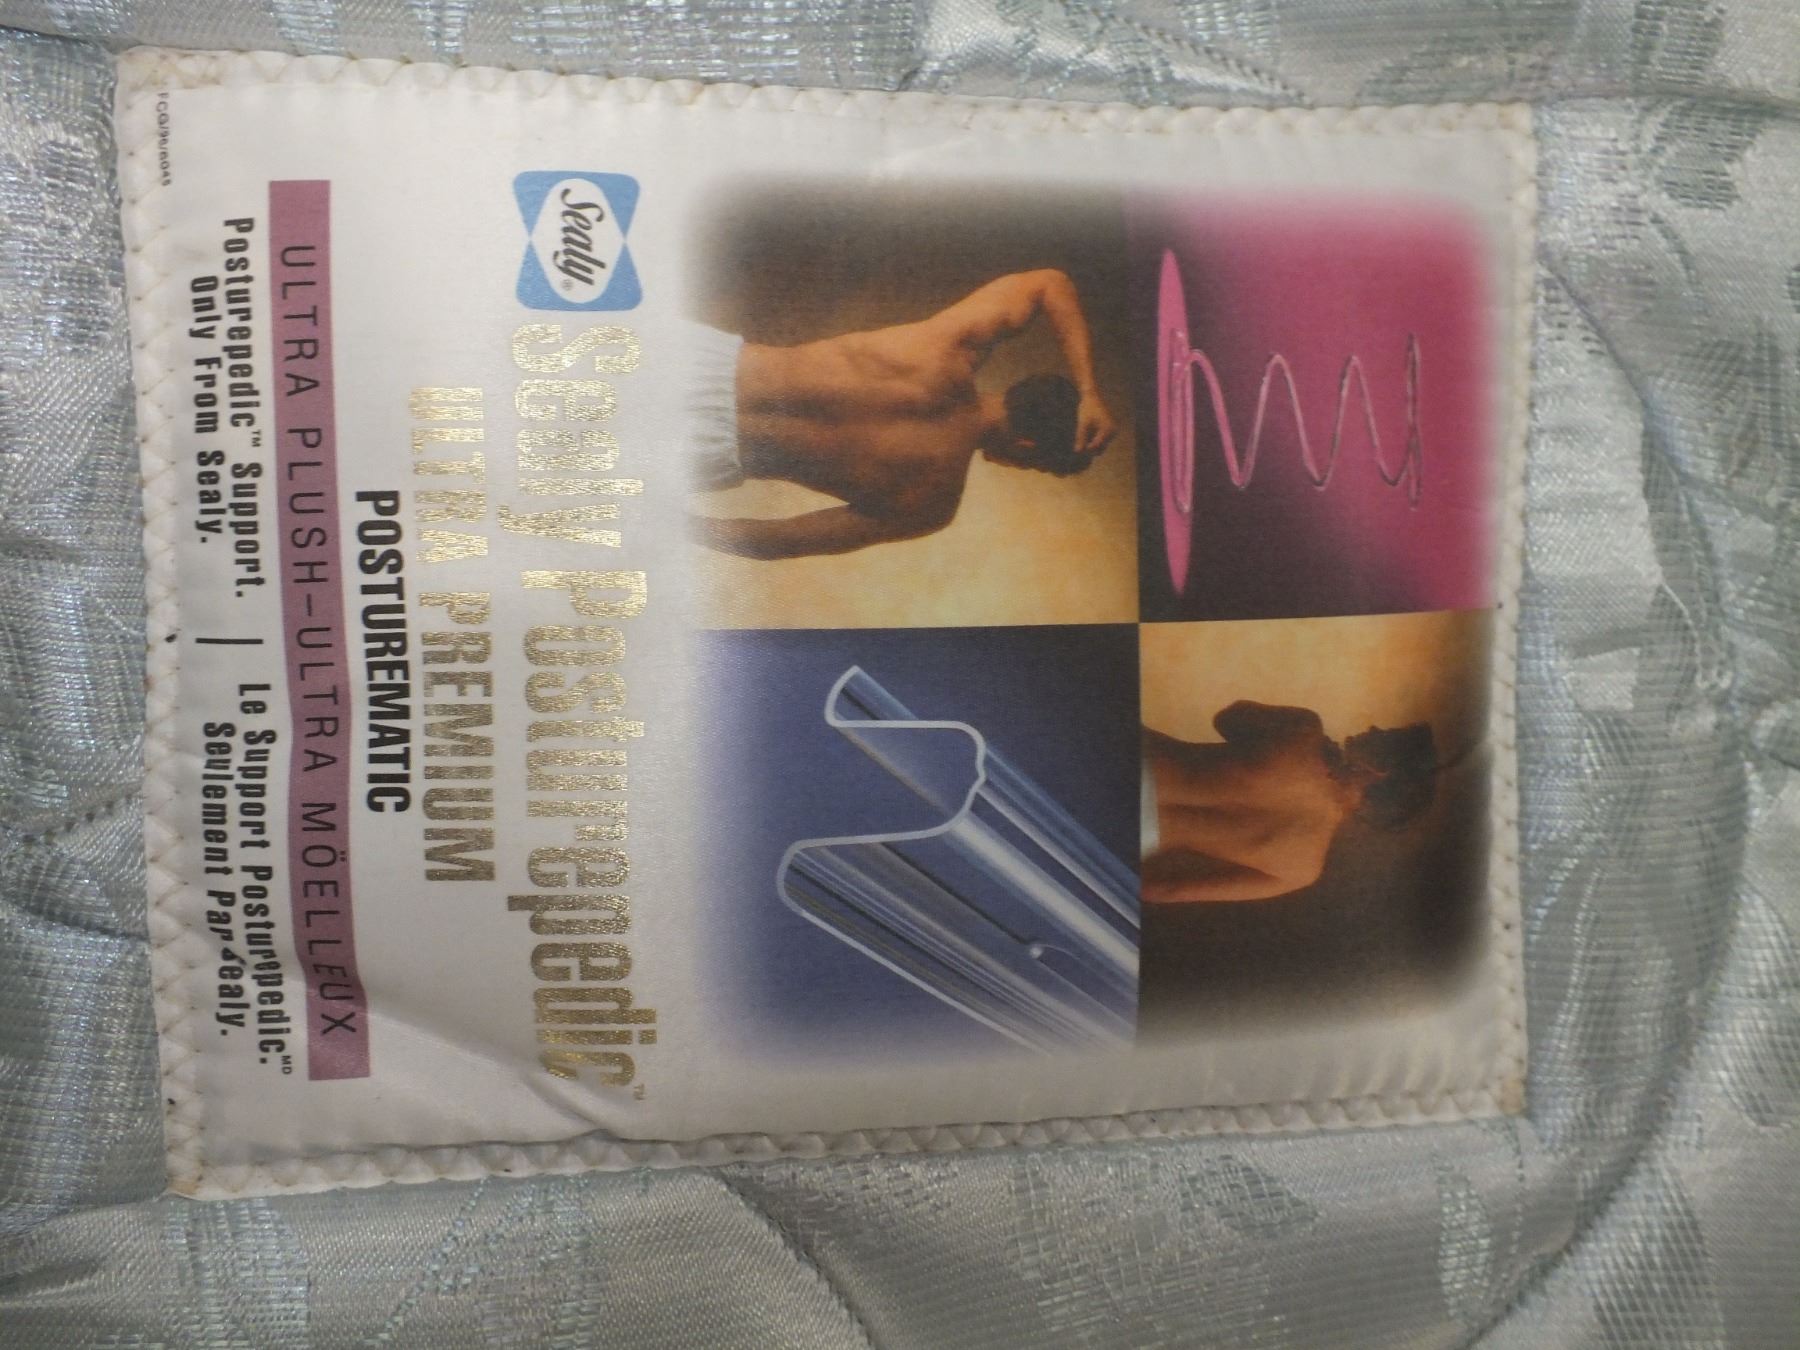 Sealy®
Sealy Posturepedic™
ULTRA PREMIUM
POSTUREMATIC
ULTRA PLUSH-ULTRA MÖELLEUX
Posturepedic™ Support.
Only From Sealy.
Le Support Posturepedic.MD
Seulement Par Sealy.